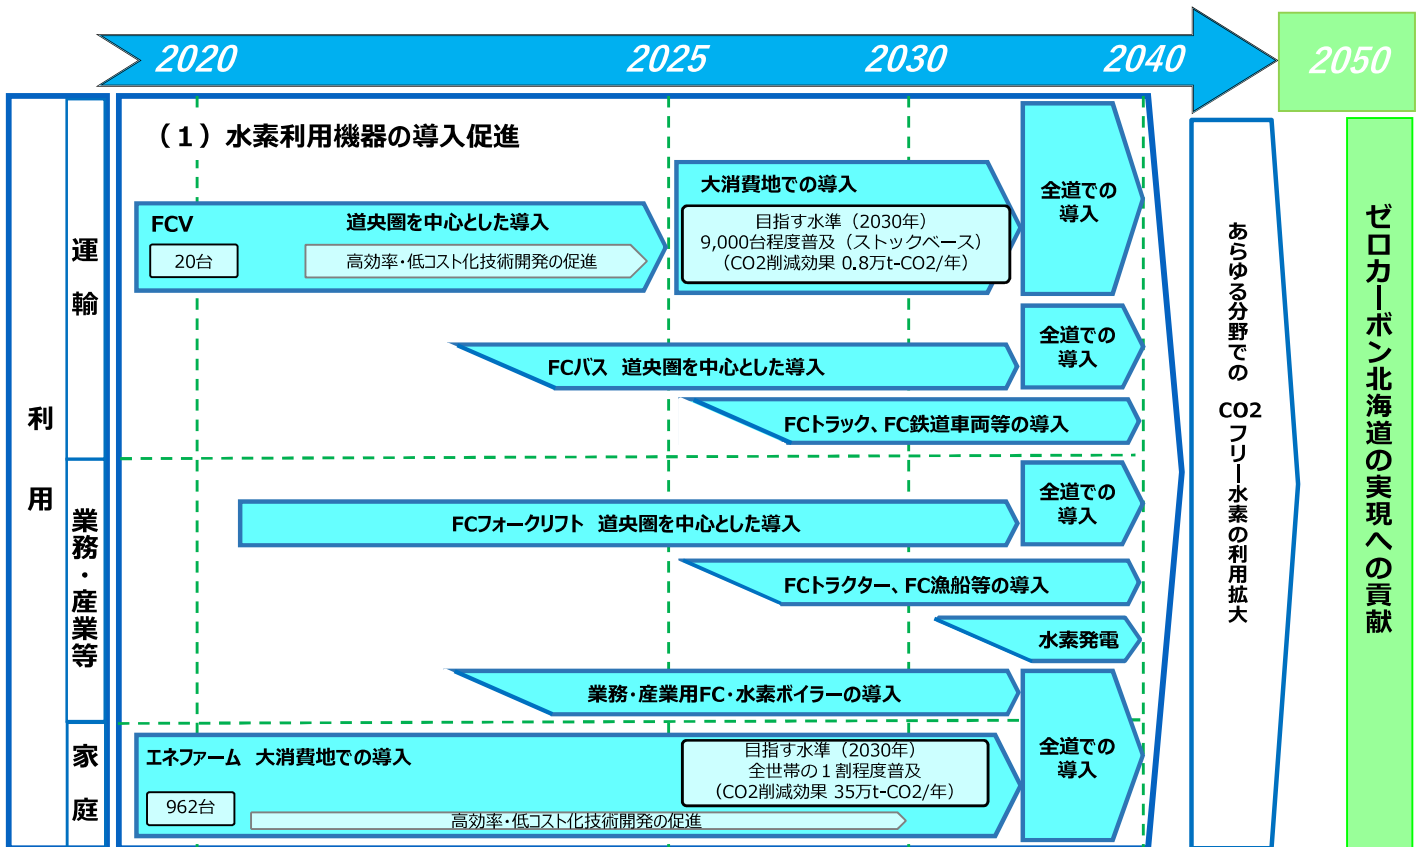 2020
2025
2030
2040
2050
利用
運輸
業務・産業等
家庭
（１）水素利用機器の導入促進
FCV
道央圏を中心とした導入
20台
高効率・低コスト化技術開発の促進
大消費地での導入
目指す水準（2030年）
9,000台程度普及（ストックベース）
（CO2削減効果 0.8万t-CO2/年）
全道での
導入
FCバス 道央圏を中心とした導入
全道での
導入
FCトラック、FC鉄道車両等の導入
FCフォークリフト 道央圏を中心とした導入
全道での
導入
FCトラクター、FC漁船等の導入
水素発電
業務・産業用FC・水素ボイラーの導入
エネファーム 大消費地での導入
962台
目指す水準（2030年）
全世帯の１割程度普及
（CO2削減効果 35万t-CO2/年）
高効率・低コスト化技術開発の促進
全道での
導入
あらゆる分野での CO2フリー水素の利用拡大
ゼロカーボン北海道の実現への貢献